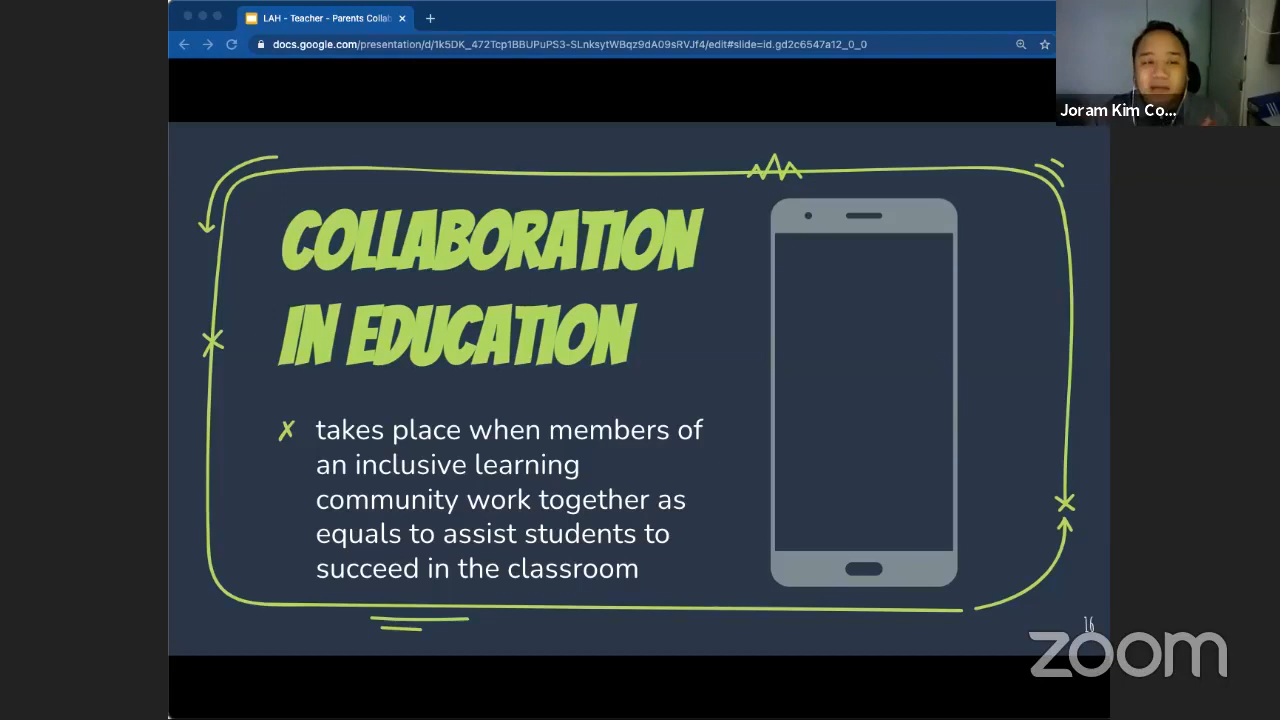 LAH - Teacher - Parents Collab
docs.google.com/presentation/d/1k5DK_472Tcp1BBUPuPS3-SLnksytWBqz9dA09sRVJf4/edit#slide=id.gd2c6547a12_0_0
Joram Kim Co...
COLLABORATION
IN EDUCATION
✗ takes place when members of
an inclusive learning
community work together as
equals to assist students to
succeed in the classroom
16
zoom